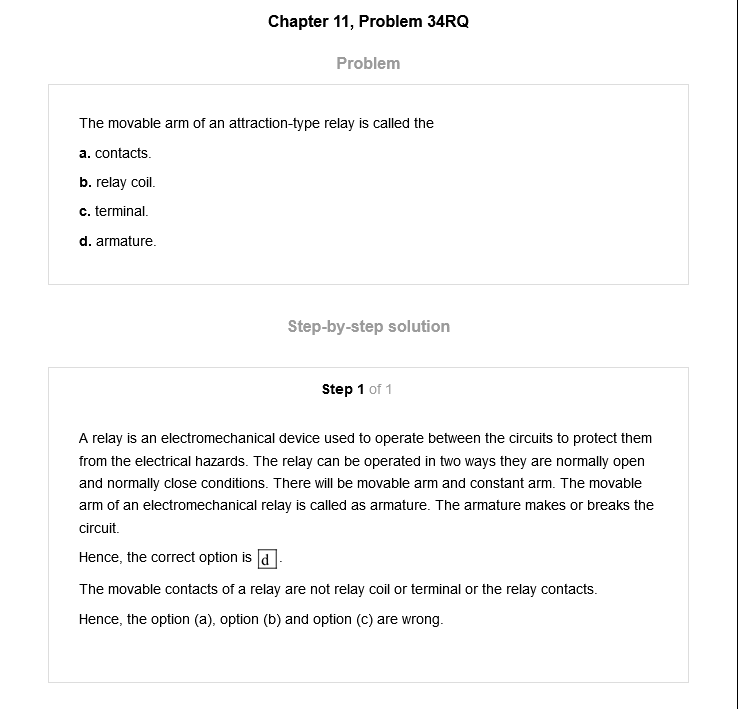 Chapter 11, Problem 34RQ
Problem
The movable arm of an attraction-type relay is called the
a. contacts.
b. relay coil.
c. terminal.
d. armature.
Step-by-step solution
Step 1 of 1
A relay is an electromechanical device used to operate between the circuits to protect them
from the electrical hazards. The relay can be operated in two ways they are normally open
and normally close conditions. There will be movable arm and constant arm. The movable
arm of an electromechanical relay is called as armature. The armature makes or breaks the
circuit.
Hence, the correct option is d.
The movable contacts of a relay are not relay coil or terminal or the relay contacts.
Hence, the option (a), option (b) and option (c) are wrong.